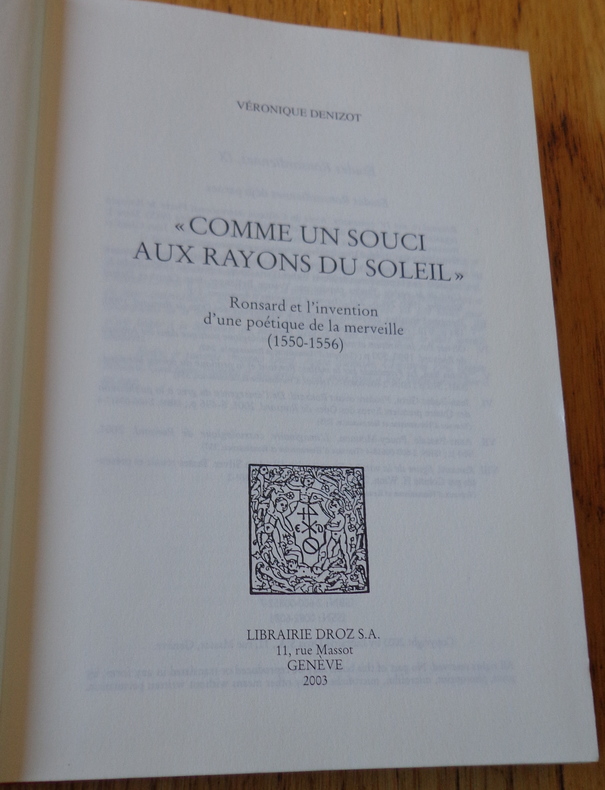 VÉRONIQUE DENIZOT
« COMME UN SOUCI
AUX RAYONS DU SOLEIL »
Ronsard et l'invention
d'une poétique de la merveille
(1550-1556)
LIBRAIRIE DROZ S.A.
11, rue Massot
GENÈVE
2003